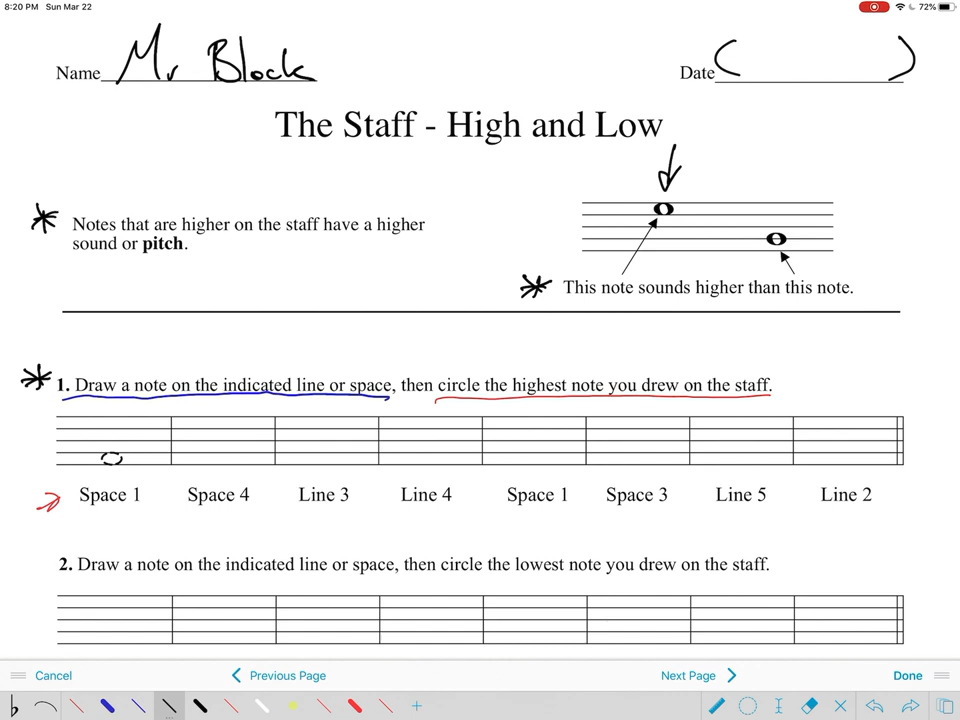 8:20 PM Sun Mar 22 72%
Name Mr Block Date ( )
The Staff - High and Low
Notes that are higher on the staff have a higher
sound or pitch.
This note sounds higher than this note.
1. Draw a note on the indicated line or space, then circle the highest note you drew on the staff.
Space 1 Space 4 Line 3 Line 4 Space 1 Space 3 Line 5 Line 2
2. Draw a note on the indicated line or space, then circle the lowest note you drew on the staff.
Cancel Previous Page Next Page Done